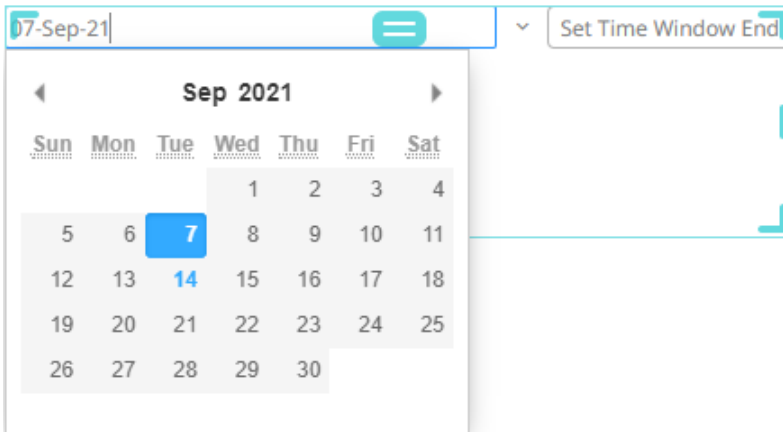 07-Sep-21 Set Time Window End
Sep 2021
Sun Mon Tue Wed Thu Fri Sat
1 2 3 4
5 6 7 8 9 10 11
12 13 14 15 16 17 18
19 20 21 22 23 24 25
26 27 28 29 30